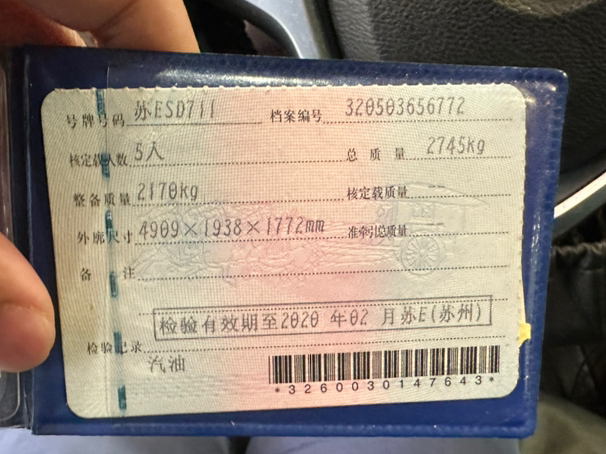 号牌号码 苏ESD711 档案编号 320503656772
核定载人数 5人 总质量 2745kg
整备质量 2170kg 核定载质量
外廓尺寸 4909×1938×1772mm 准牵引总质量
备注
检验有效期至2020年02月苏E(苏州)
检验记录
汽油
*3260030147643*